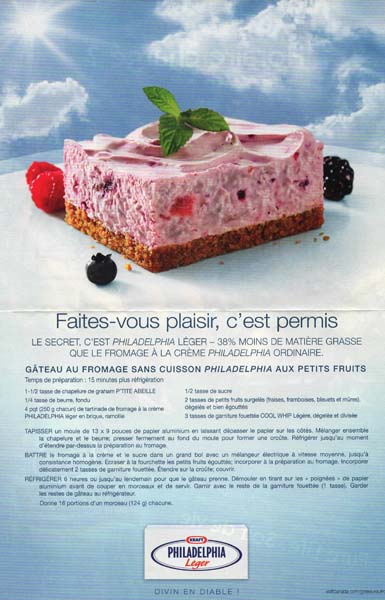 Faites-vous plaisir, c'est permis
LE SECRET, C'EST PHILADELPHIA LÉGER – 38% MOINS DE MATIÈRE GRASSE
QUE LE FROMAGE À LA CRÈME PHILADELPHIA ORDINAIRE.
GÂTEAU AU FROMAGE SANS CUISSON PHILADELPHIA AUX PETITS FRUITS
Temps de préparation : 15 minutes plus réfrigération
1-1/2 tasse de chapelure de graham P'TITE ABEILLE
1/4 tasse de beurre, fondu
4 pqt (250 g chacun) de tartinade de fromage à la crème
PHILADELPHIA léger en brique, ramollie
1/2 tasse de sucre
2 tasses de petits fruits surgelés (fraises, framboises, bleuets et mûres),
dégelés et bien égouttés
3 tasses de garniture fouettée COOL WHIP Légère, dégelée et divisée
TAPISSER un moule de 13 x 9 pouces de papier aluminium en laissant dépasser le papier sur les côtés. Mélanger ensemble
la chapelure et le beurre; presser fermement au fond du moule pour former une croûte. Réfrigérer jusqu'au moment
d'étendre par-dessus la préparation au fromage.
BATTRE le fromage à la crème et le sucre dans un grand bol avec un mélangeur électrique à vitesse moyenne, jusqu'à
consistance homogène. Écraser à la fourchette les petits fruits égouttés; incorporer à la préparation au fromage. Incorporer
délicatement 2 tasses de garniture fouettée. Étendre sur la croûte; couvrir.
RÉFRIGÉRER 6 heures ou jusqu'au lendemain pour que le gâteau prenne. Démouler en tirant sur les « poignées » de papier
aluminium avant de couper en morceaux et de servir. Garnir avec le reste de la garniture fouettée (1 tasse). Garder
les restes de gâteau au réfrigérateur.
Donne 16 portions d'un morceau (124 g) chacune.
KRAFT
PHILADELPHIA
Léger
DIVIN EN DIABLE !